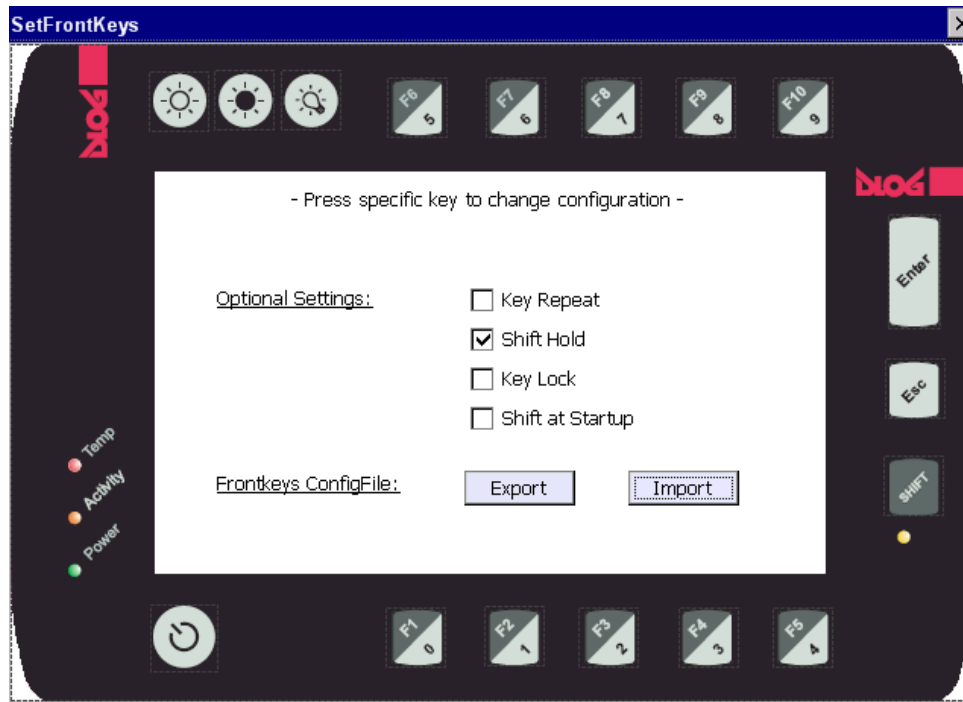 SetFrontKeys
DLOG
F6 5
F7 6
F8 7
F9 8
F10 9
DLOG
- Press specific key to change configuration -
Enter
Optional Settings:
Key Repeat
Shift Hold
Key Lock
Esc
Shift at Startup
Temp
Frontkeys ConfigFile:
Export
Import
Activity
SHIFT
Power
F1 0
F2 1
F3 2
F4 3
F5 4